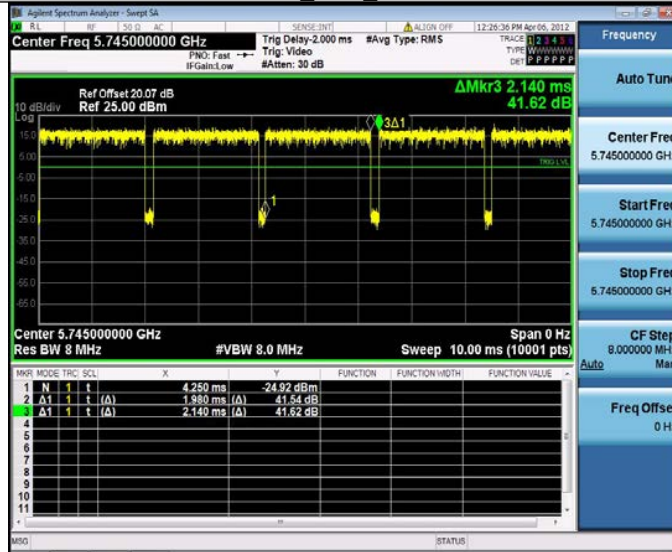 Agilent Spectrum Analyzer - Swept SA
RL RF 50 Ω AC SENSE:INT ALIGN OFF 12:26:36 PM Apr 06, 2012
Center Freq 5.745000000 GHz
PNO: Fast
IFGain:Low
Trig Delay-2.000 ms
Trig: Video
#Atten: 30 dB
#Avg Type: RMS
TRACE 1 2 3 4 5 6
TYPE WWWWWW
DET P P P P P P
Frequency
Auto Tune
ΔMkr3 2.140 ms
41.62 dB
Ref Offset 20.07 dB
10 dB/div Ref 25.00 dBm
Log
15.0
5.00
-5.00
-15.0
-25.0
-35.0
-45.0
-55.0
-65.0
3Δ1
TRIG LVL
1
Center Freq
5.745000000 GH
Start Freq
5.745000000 GH
Stop Freq
5.745000000 GH
CF Step
8.000000 MH
Auto Man
Freq Offse
0 H
Center 5.745000000 GHz Span 0 Hz
Res BW 8 MHz #VBW 8.0 MHz Sweep 10.00 ms (10001 pts)
MKR MODE TRC SCL X Y FUNCTION FUNCTION WIDTH FUNCTION VALUE
1 N 1 t 4.250 ms -24.92 dBm
2 Δ1 1 t (Δ) 1.980 ms (Δ) 41.54 dB
3 Δ1 1 t (Δ) 2.140 ms (Δ) 41.62 dB
4
5
6
7
8
9
10
11
MSG STATUS